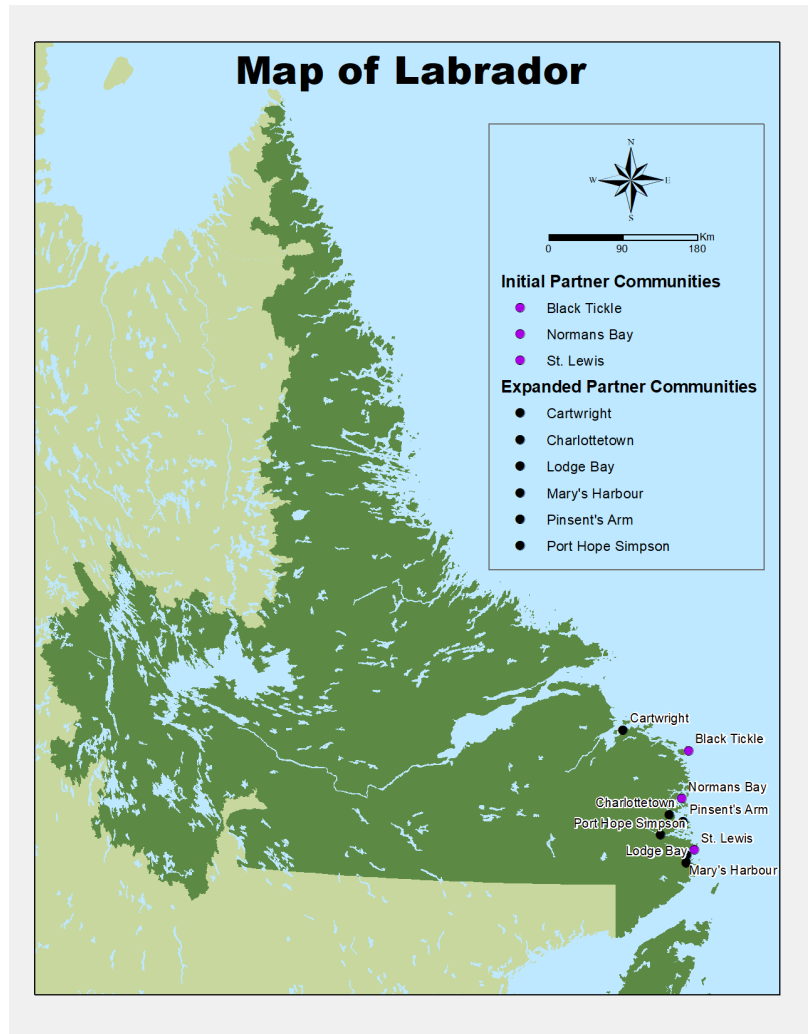 Map of Labrador
N
W E
S
Km
0 90 180
Initial Partner Communities
Black Tickle
Normans Bay
St. Lewis
Expanded Partner Communities
Cartwright
Charlottetown
Lodge Bay
Mary's Harbour
Pinsent's Arm
Port Hope Simpson
Cartwright
Black Tickle
Normans Bay
Charlottetown
Pinsent's Arm
Port Hope Simpson
St. Lewis
Lodge Bay
Mary's Harbour